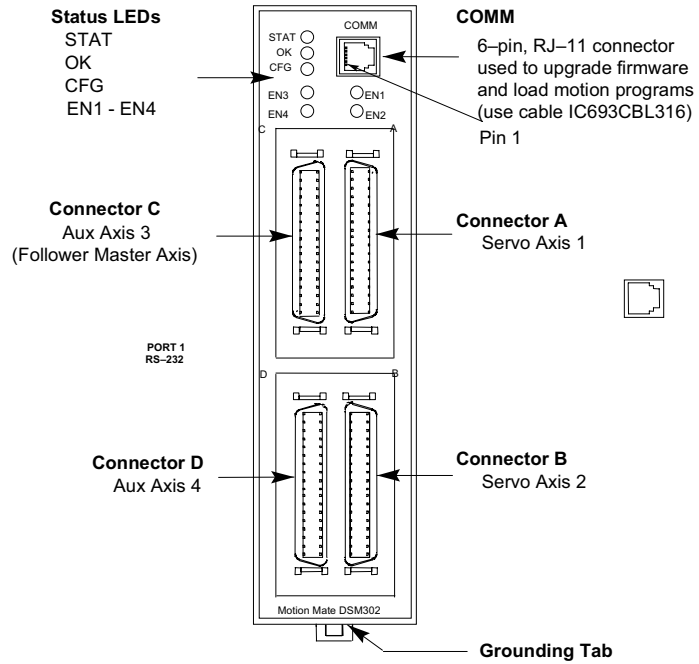 Status LEDs
STAT
OK
CFG
EN1 - EN4
STAT
OK
CFG
EN3
EN4
COMM
EN1
EN2
COMM
6–pin, RJ–11 connector
used to upgrade firmware
and load motion programs
(use cable IC693CBL316)
Pin 1
C
A
Connector C
Aux Axis 3
(Follower Master Axis)
Connector A
Servo Axis 1
PORT 1
RS–232
D
B
Connector D
Aux Axis 4
Connector B
Servo Axis 2
Motion Mate DSM302
Grounding Tab